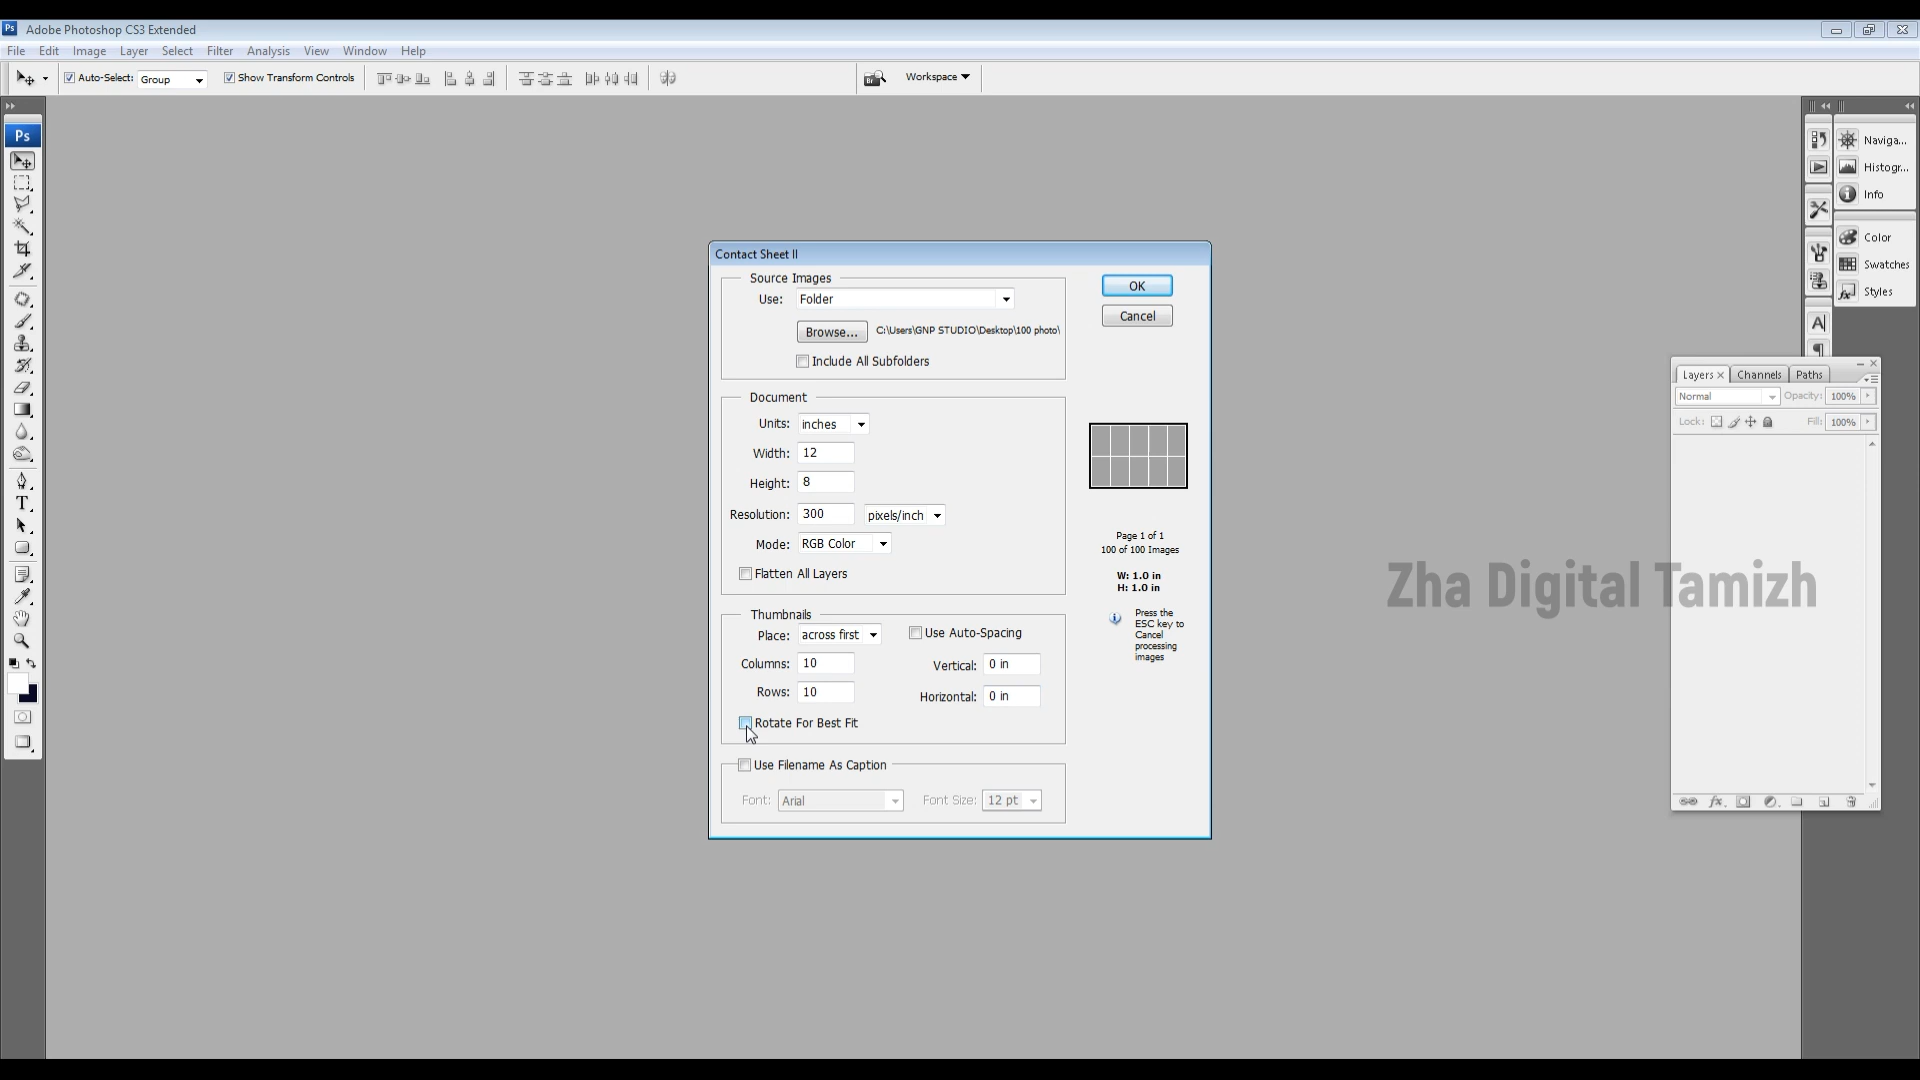 Ps Adobe Photoshop CS3 Extended
File Edit Image Layer Select Filter Analysis View Window Help
Auto-Select: Group Show Transform Controls Br Workspace
Ps
T
Naviga...
Histogr...
Info
Color
Swatches
Styles
A
Contact Sheet II
Source Images
Use: Folder
Browse... C:\Users\GNP STUDIO\Desktop\100 photo\
Include All Subfolders
OK
Cancel
Document
Units: inches
Width: 12
Height: 8
Resolution: 300 pixels/inch
Mode: RGB Color
Flatten All Layers
Page 1 of 1
100 of 100 Images
W: 1.0 in
H: 1.0 in
Press the
ESC key to
Cancel
processing
images
Thumbnails
Place: across first Use Auto-Spacing
Columns: 10 Vertical: 0 in
Rows: 10 Horizontal: 0 in
Rotate For Best Fit
Use Filename As Caption
Font: Arial Font Size: 12 pt
Layers Channels Paths
Normal Opacity: 100%
Lock: Fill: 100%
fx
Zha Digital Tamizh